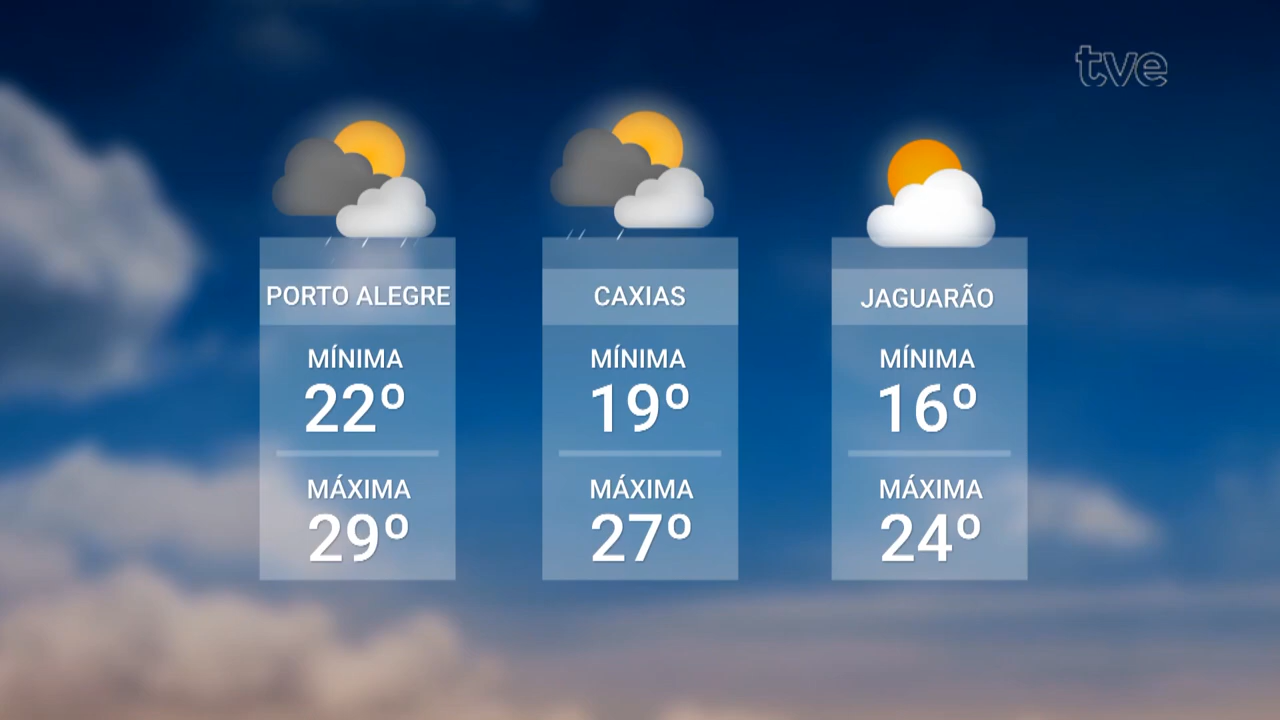 tve
PORTO ALEGRE
MÍNIMA
22º
MÁXIMA
29º
CAXIAS
MÍNIMA
19º
MÁXIMA
27º
JAGUARÃO
MÍNIMA
16º
MÁXIMA
24º